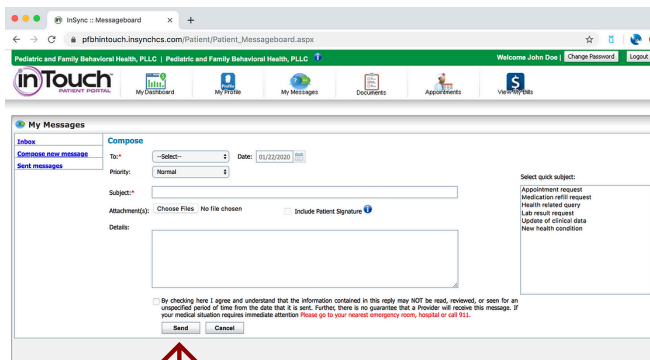 InSync :: Messageboard
pfbhintouch.insynchcs.com/Patient/Patient_Messageboard.aspx
Pediatric and Family Behavioral Health, PLLC | Pediatric and Family Behavioral Health, PLLC
Welcome John Doe | Change Password Logout
inTouch
PATIENT PORTAL
My Dashboard My Profile My Messages Documents Appointments View My Bills
My Messages
Inbox
Compose new message
Sent messages
Compose
To:* --Select-- Date: 01/22/2020
Priority: Normal
Subject:*
Attachment(s): Choose Files No file chosen Include Patient Signature
Details:
Select quick subject:
Appointment request
Medication refill request
Health related query
Lab result request
Update of clinical data
New health condition
By checking here I agree and understand that the information contained in this reply may NOT be read, reviewed, or seen for an
unspecified period of time from the date that it is sent. Further, there is no guarantee that a Provider will receive this message. If
your medical situation requires immediate attention Please go to your nearest emergency room, hospital or call 911.
Send Cancel